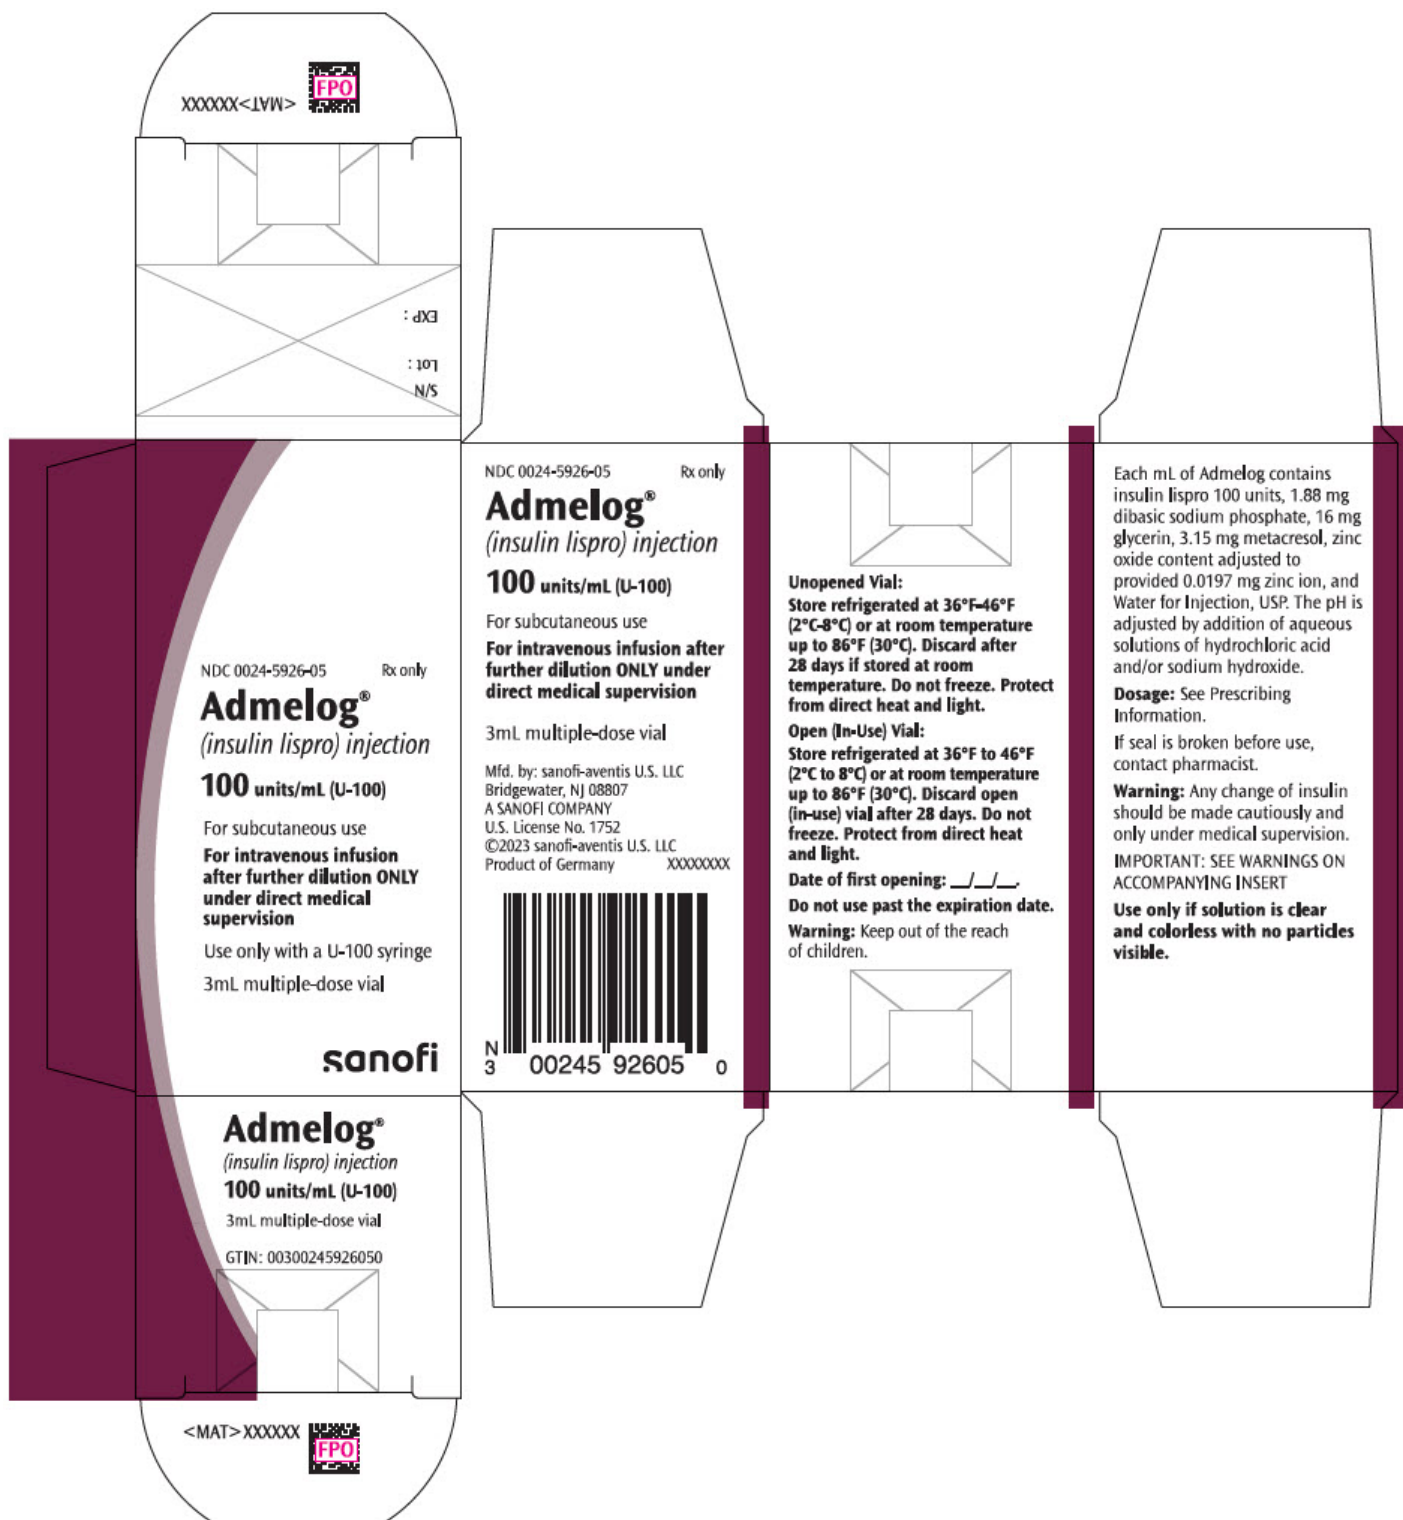 <MAT>XXXXXX
FPO
EXP :
Lot :
S/N
NDC 0024-5926-05 Rx only
Admelog®
(insulin lispro) injection
100 units/mL (U-100)
For subcutaneous use
For intravenous infusion
after further dilution ONLY
under direct medical
supervision
Use only with a U-100 syringe
3mL multiple-dose vial
sanofi
Admelog®
(insulin lispro) injection
100 units/mL (U-100)
3mL multiple-dose vial
GTIN: 00300245926050
<MAT>XXXXXX
FPO
NDC 0024-5926-05 Rx only
Admelog®
(insulin lispro) injection
100 units/mL (U-100)
For subcutaneous use
For intravenous infusion after
further dilution ONLY under
direct medical supervision
3mL multiple-dose vial
Mfd. by: sanofi-aventis U.S. LLC
Bridgewater, NJ 08807
A SANOFI COMPANY
U.S. License No. 1752
©2023 sanofi-aventis U.S. LLC
Product of Germany XXXXXXXX
N
3 00245 92605 0
Unopened Vial:
Store refrigerated at 36°F–46°F
(2°C-8°C) or at room temperature
up to 86°F (30°C). Discard after
28 days if stored at room
temperature. Do not freeze. Protect
from direct heat and light.
Open (In-Use) Vial:
Store refrigerated at 36°F to 46°F
(2°C to 8°C) or at room temperature
up to 86°F (30°C). Discard open
(in-use) vial after 28 days. Do not
freeze. Protect from direct heat
and light.
Date of first opening: __/__/__.
Do not use past the expiration date.
Warning: Keep out of the reach
of children.
Each mL of Admelog contains
insulin lispro 100 units, 1.88 mg
dibasic sodium phosphate, 16 mg
glycerin, 3.15 mg metacresol, zinc
oxide content adjusted to
provided 0.0197 mg zinc ion, and
Water for Injection, USP. The pH is
adjusted by addition of aqueous
solutions of hydrochloric acid
and/or sodium hydroxide.
Dosage: See Prescribing
Information.
If seal is broken before use,
contact pharmacist.
Warning: Any change of insulin
should be made cautiously and
only under medical supervision.
IMPORTANT: SEE WARNINGS ON
ACCOMPANYING INSERT
Use only if solution is clear
and colorless with no particles
visible.